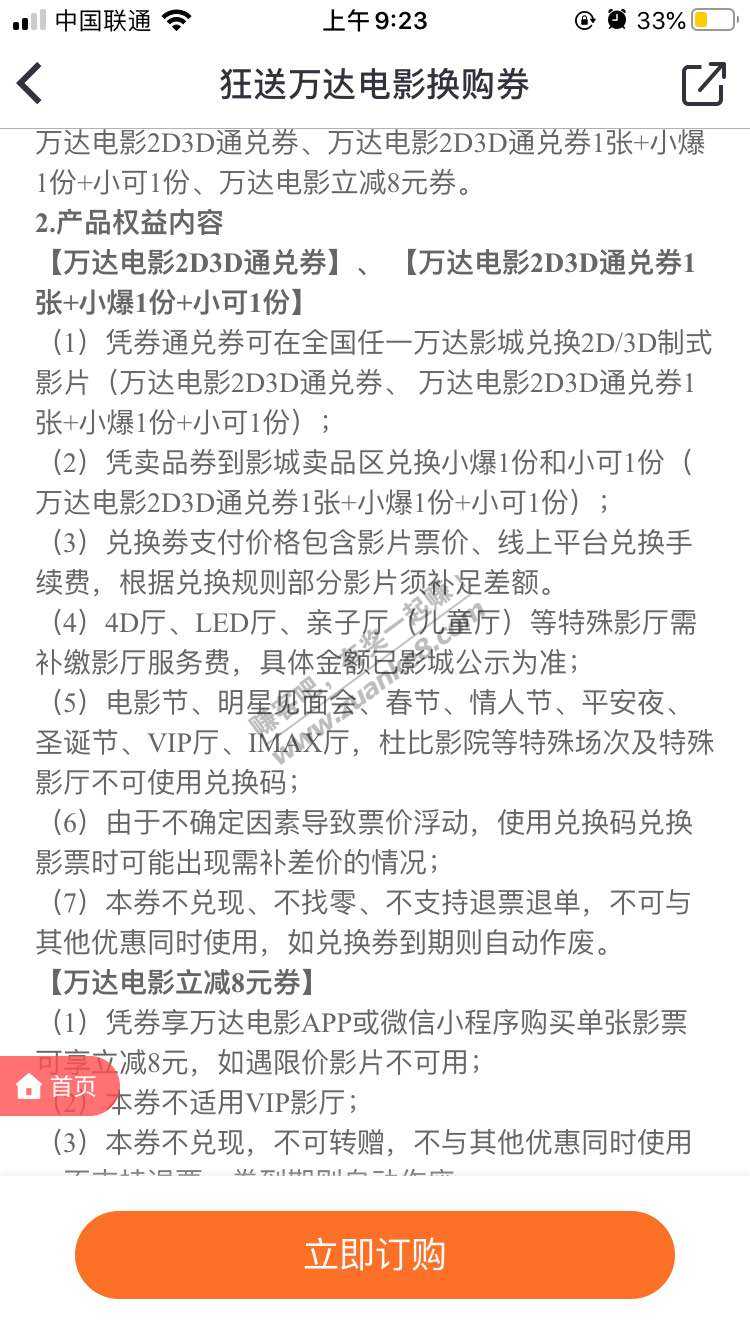 中国联通
上午9:23
33%
狂送万达电影换购券
万达电影2D3D通兑券、万达电影2D3D通兑券1张+小爆
1份+小可1份、万达电影立减8元券。
2.产品权益内容
【万达电影2D3D通兑券】、【万达电影2D3D通兑券1
张+小爆1份+小可1份】
（1）凭券通兑券可在全国任一万达影城兑换2D/3D制式
影片（万达电影2D3D通兑券、 万达电影2D3D通兑券1
张+小爆1份+小可1份）；
（2）凭卖品券到影城卖品区兑换小爆1份和小可1份（
万达电影2D3D通兑券1张+小爆1份+小可1份）；
（3）兑换券支付价格包含影片票价、线上平台兑换手
续费，根据兑换规则部分影片须补足差额。
（4）4D厅、LED厅、亲子厅（儿童厅）等特殊影厅需
补缴影厅服务费，具体金额已影城公示为准；
（5）电影节、明星见面会、春节、情人节、平安夜、
圣诞节、VIP厅、IMAX厅，杜比影院等特殊场次及特殊
影厅不可使用兑换码；
（6）由于不确定因素导致票价浮动，使用兑换码兑换
影票时可能出现需补差价的情况；
（7）本券不兑现、不找零、不支持退票退单，不可与
其他优惠同时使用，如兑换券到期则自动作废。
【万达电影立减8元券】
（1）凭券享万达电影APP或微信小程序购买单张影票
可享立减8元，如遇限价影片不可用；
（2）本券不适用VIP影厅；
（3）本券不兑现，不可转赠，不与其他优惠同时使用
首页
立即订购
赚客吧，有奖一起赚！
www.zuanke8.com